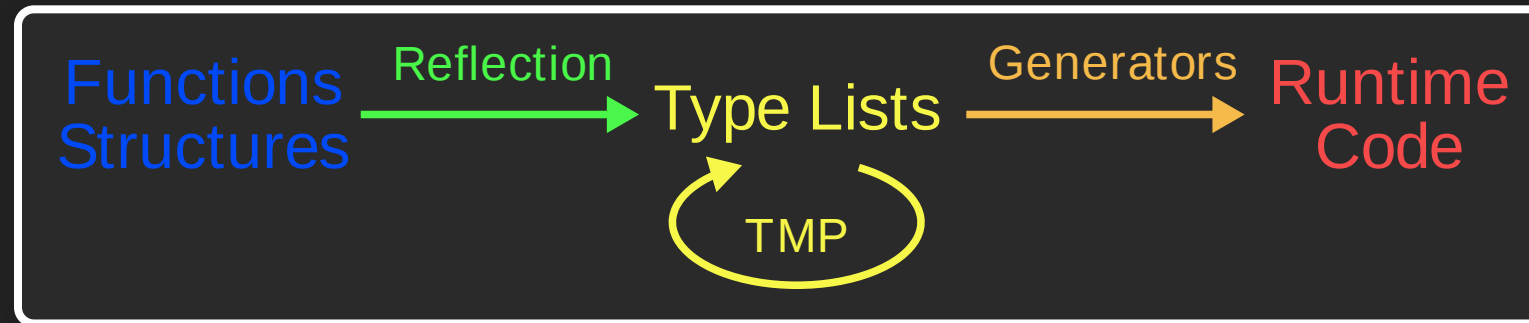 Functions
Structures
Reflection
Type Lists
TMP
Generators
Runtime
Code